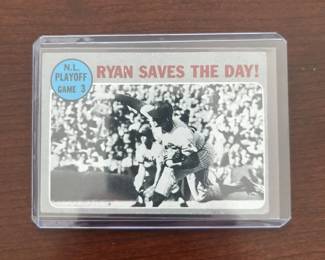 N.L.
PLAYOFF
GAME 3
RYAN SAVES THE DAY!